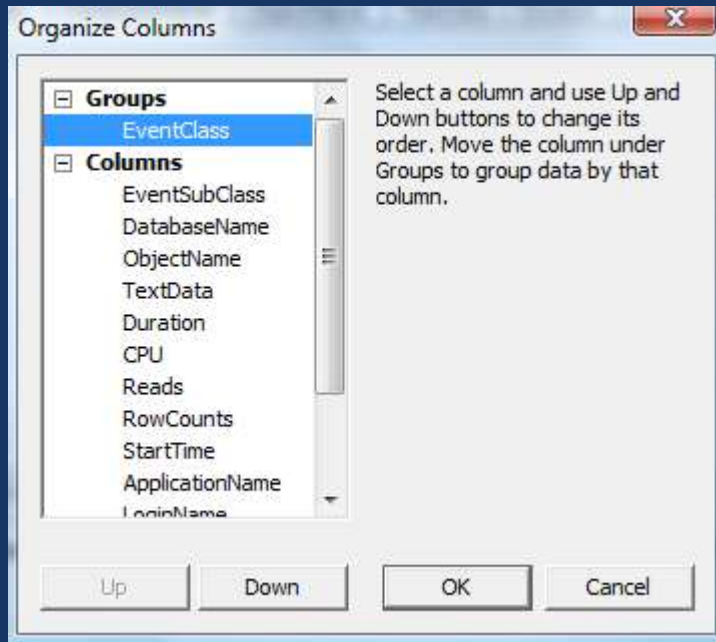 Organize Columns
Groups
EventClass
Columns
EventSubClass
DatabaseName
ObjectName
TextData
Duration
CPU
Reads
RowCounts
StartTime
ApplicationName
LoginName
Select a column and use Up and
Down buttons to change its
order. Move the column under
Groups to group data by that
column.
Up
Down
OK
Cancel